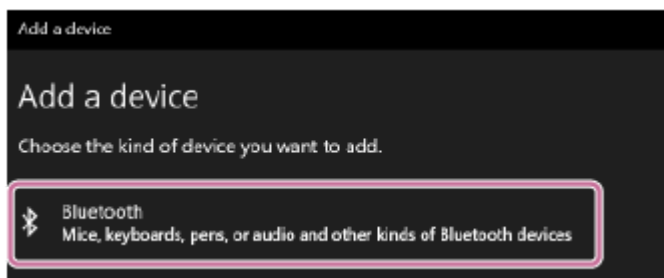 Add a device
Add a device
Choose the kind of device you want to add.
Bluetooth
Mice, keyboards, pens, or audio and other kinds of Bluetooth devices